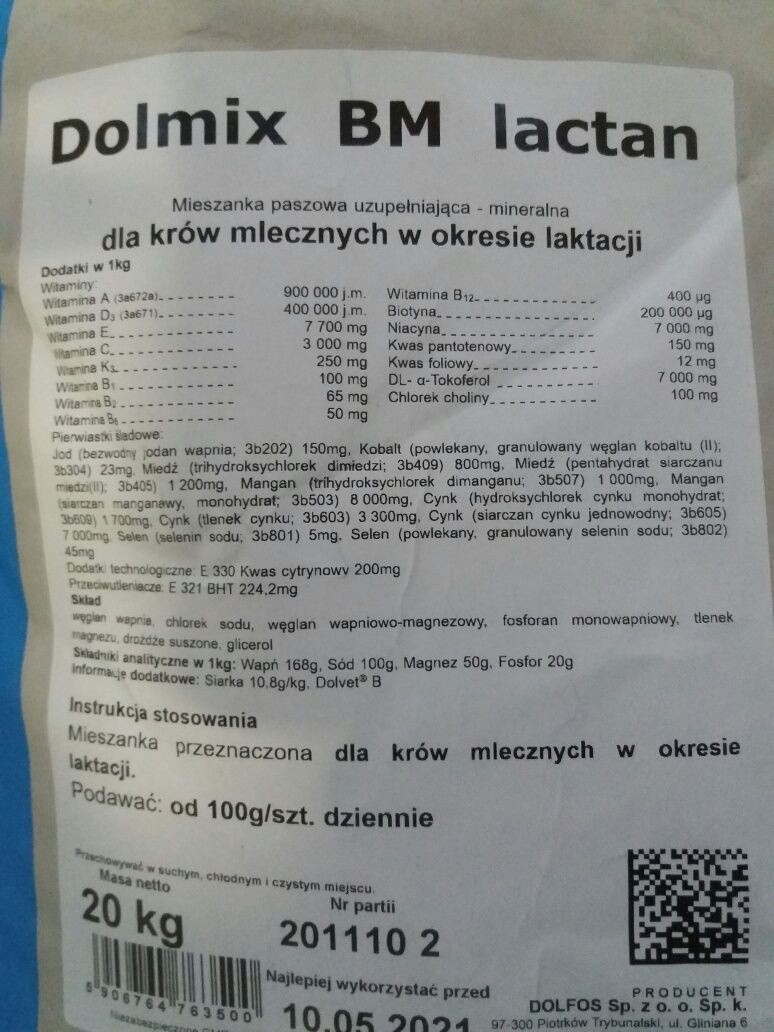 Dolmix BM lactan
Mieszanka paszowa uzupełniająca - mineralna
dla krów mlecznych w okresie laktacji
Dodatki w 1kg
Witaminy:
Witamina A (3a672a) 900 000 j.m.
Witamina D3 (3a671) 400 000 j.m.
Witamina E 7 700 mg
Witamina C 3 000 mg
Witamina K3 250 mg
Witamina B1 100 mg
Witamina B2 65 mg
Witamina B6 50 mg
Witamina B12 400 µg
Biotyna 200 000 µg
Niacyna 7 000 mg
Kwas pantotenowy 150 mg
Kwas foliowy 12 mg
DL- α-Tokoferol 7 000 mg
Chlorek choliny 100 mg
Pierwiastki śladowe:
Jod (bezwodny jodan wapnia; 3b202) 150mg, Kobalt (powlekany, granulowany węglan kobaltu (II);
3b304) 23mg, Miedź (trihydroksychlorek dimiedzi; 3b409) 800mg, Miedź (pentahydrat siarczanu
miedzi(II); 3b405) 1 200mg, Mangan (trihydroksychlorek dimanganu; 3b507) 1 000mg, Mangan
(siarczan manganawy, monohydrat; 3b503) 8 000mg, Cynk (hydroksychlorek cynku monohydrat;
3b609) 1 700mg, Cynk (tlenek cynku; 3b603) 3 300mg, Cynk (siarczan cynku jednowodny; 3b605)
7 000mg, Selen (selenin sodu; 3b801) 5mg, Selen (powlekany, granulowany selenin sodu; 3b802)
45mg
Dodatki technologiczne: E 330 Kwas cytrynowy 200mg
Przeciwutleniacze: E 321 BHT 224,2mg
Skład
węglan wapnia, chlorek sodu, węglan wapniowo-magnezowy, fosforan monowapniowy, tlenek
magnezu, drożdże suszone, glicerol
Składniki analityczne w 1kg: Wapń 168g, Sód 100g, Magnez 50g, Fosfor 20g
Informacje dodatkowe: Siarka 10,8g/kg, Dolvet® B
Instrukcja stosowania
Mieszanka przeznaczona dla krów mlecznych w okresie
laktacji.
Podawać: od 100g/szt. dziennie
Przechowywać w suchym, chłodnym i czystym miejscu.
Masa netto
20 kg
Nr partii
201110 2
5 906764 763500
Najlepiej wykorzystać przed
10.05.2021
PRODUCENT
DOLFOS Sp. z o. o. Sp. k.
97-300 Piotrków Trybunalski, ul. Gliniana 6